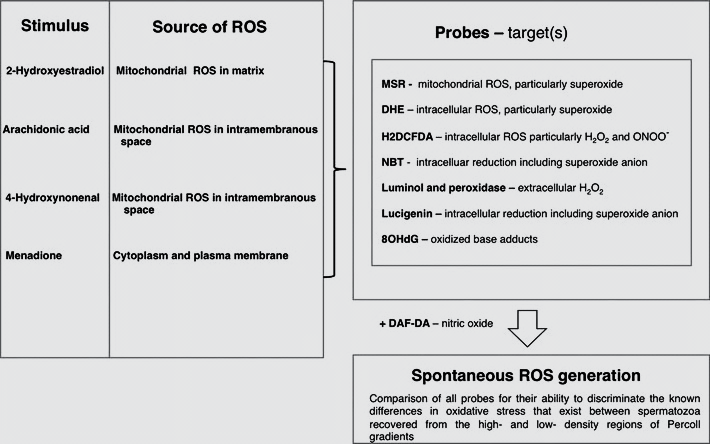 Stimulus
Source of ROS
2-Hydroxyestradiol
Mitochondrial ROS in matrix
Arachidonic acid
Mitochondrial ROS in intramembranous
space
4-Hydroxynonenal
Mitochondrial ROS in intramembranous
space
Menadione
Cytoplasm and plasma membrane
Probes – target(s)
MSR - mitochondrial ROS, particularly superoxide
DHE – intracellular ROS, particularly superoxide
H2DCFDA – intracellular ROS particularly H₂O₂ and ONOO⁻
NBT - intracelluar reduction including superoxide anion
Luminol and peroxidase – extracellular H₂O₂
Lucigenin – intracellular reduction including superoxide anion
8OHdG – oxidized base adducts
+ DAF-DA – nitric oxide
Spontaneous ROS generation
Comparison of all probes for their ability to discriminate the known
differences in oxidative stress that exist between spermatozoa
recovered from the high- and low- density regions of Percoll
gradients